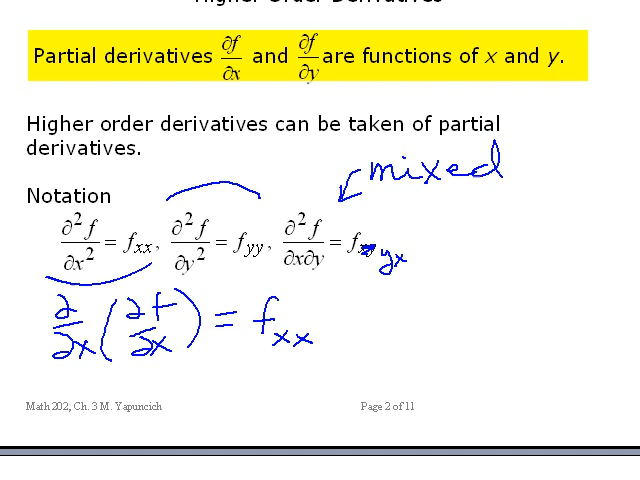 Higher Order Derivatives
Partial derivatives ∂f/∂x and ∂f/∂y are functions of x and y.
Higher order derivatives can be taken of partial
derivatives.
mixed
Notation
∂²f/∂x² = fxx, ∂²f/∂y² = fyy, ∂²f/∂x∂y = fxy yx
∂/∂x (∂f/∂x) = fxx
Math 202, Ch. 3 M. Yapuncich Page 2 of 11